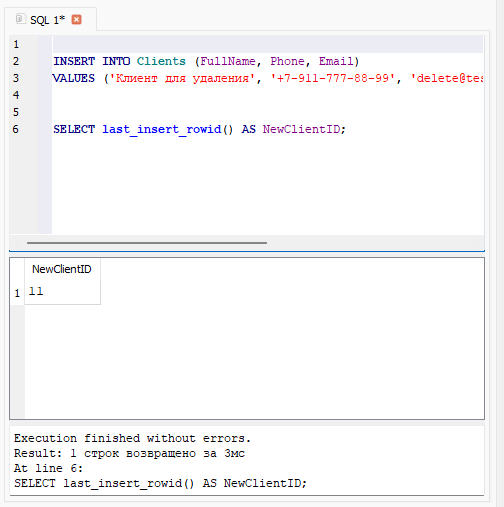 SQL 1*
1
2 INSERT INTO Clients (FullName, Phone, Email)
3 VALUES ('Клиент для удаления', '+7-911-777-88-99', 'delete@tes
4
5
6 SELECT last_insert_rowid() AS NewClientID;
NewClientID
1 11
Execution finished without errors.
Result: 1 строк возвращено за 3мс
At line 6:
SELECT last_insert_rowid() AS NewClientID;